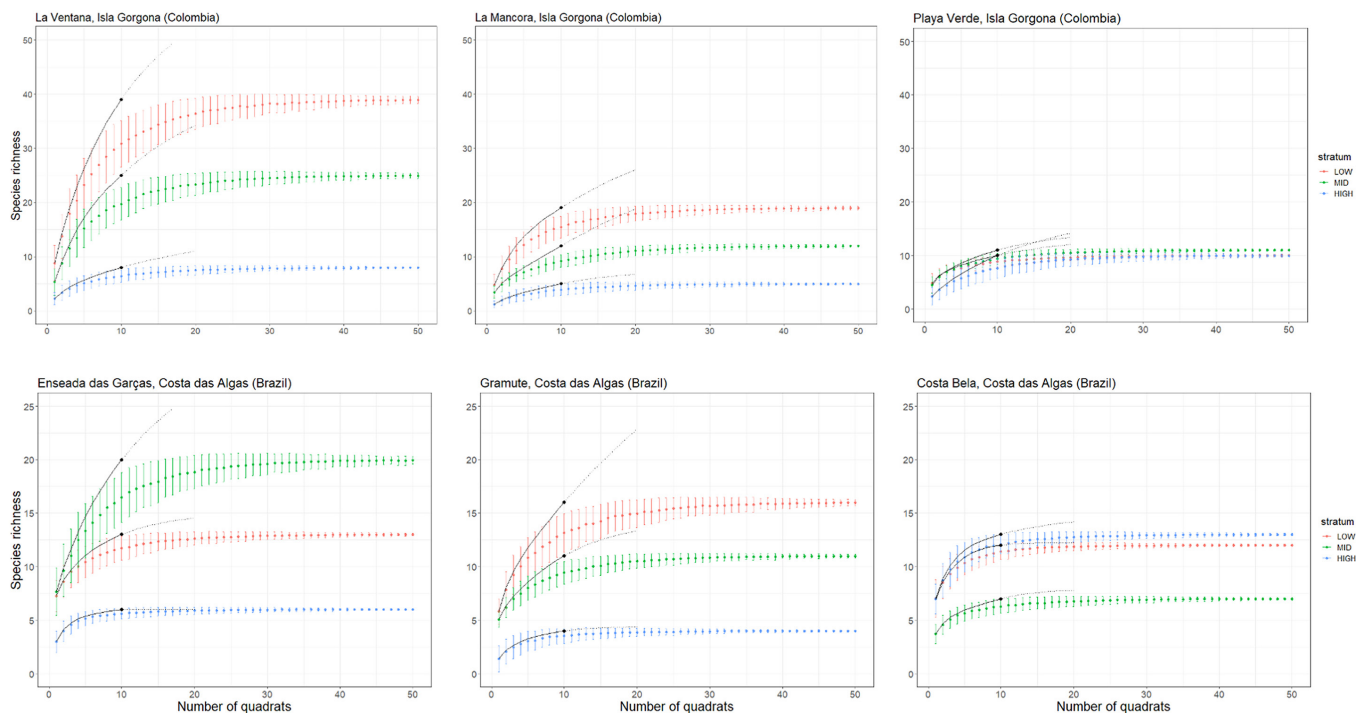 La Ventana, Isla Gorgona (Colombia)
La Mancora, Isla Gorgona (Colombia)
Playa Verde, Isla Gorgona (Colombia)
Species richness
50
40
30
20
10
0
0 10 20 30 40 50
50
40
30
20
10
0
0 10 20 30 40 50
50
40
30
20
10
0
0 10 20 30 40 50
stratum
LOW
MID
HIGH
Enseada das Garças, Costa das Algas (Brazil)
Gramute, Costa das Algas (Brazil)
Costa Bela, Costa das Algas (Brazil)
Species richness
25
20
15
10
5
0
0 10 20 30 40 50
Number of quadrats
25
20
15
10
5
0
0 10 20 30 40 50
Number of quadrats
25
20
15
10
5
0
0 10 20 30 40 50
Number of quadrats
stratum
LOW
MID
HIGH